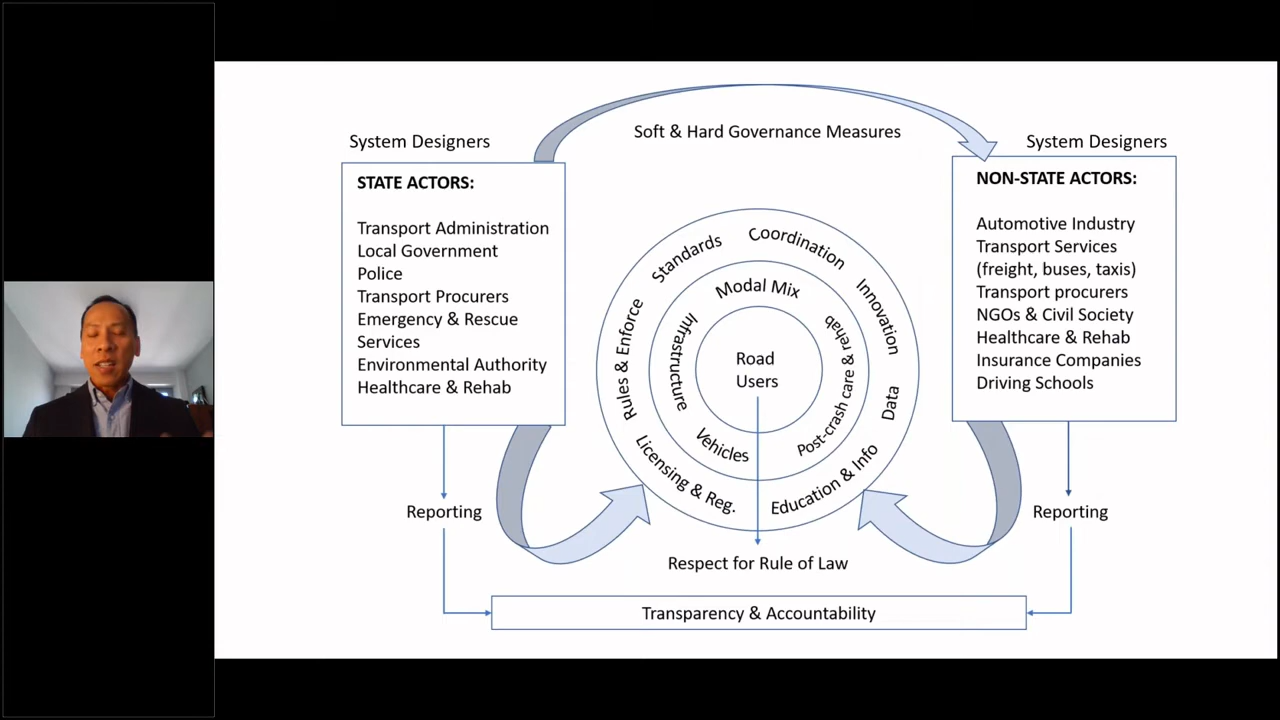 Soft & Hard Governance Measures
System Designers
STATE ACTORS:
Transport Administration
Local Government
Police
Transport Procurers
Emergency & Rescue
Services
Environmental Authority
Healthcare & Rehab
Reporting
Standards
Coordination
Innovation
Data
Education & Info
Licensing & Reg.
Rules & Enforce
Modal Mix
Post-crash care & rehab
Vehicles
Infrastructure
Road
Users
Respect for Rule of Law
System Designers
NON-STATE ACTORS:
Automotive Industry
Transport Services
(freight, buses, taxis)
Transport procurers
NGOs & Civil Society
Healthcare & Rehab
Insurance Companies
Driving Schools
Reporting
Transparency & Accountability